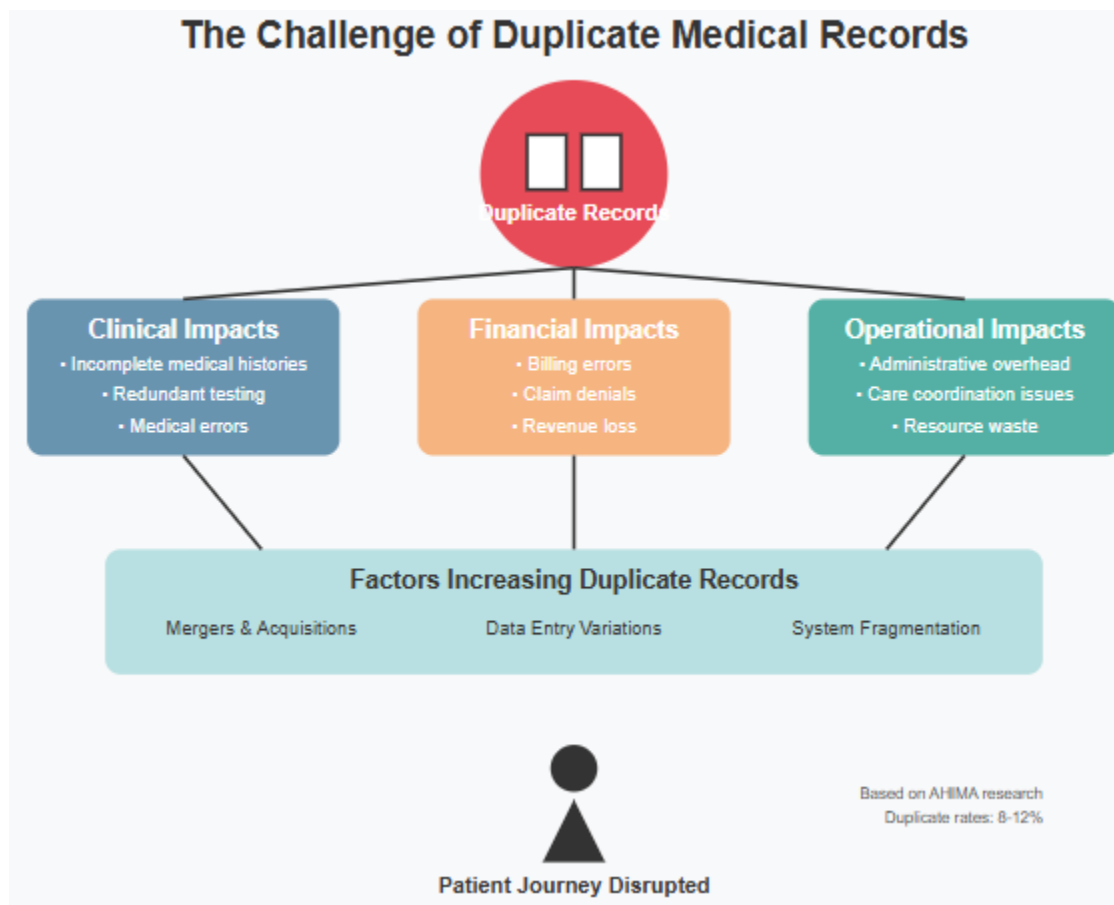 The Challenge of Duplicate Medical Records
Duplicate Records
Clinical Impacts
• Incomplete medical histories
• Redundant testing
• Medical errors
Financial Impacts
• Billing errors
• Claim denials
• Revenue loss
Operational Impacts
• Administrative overhead
• Care coordination issues
• Resource waste
Factors Increasing Duplicate Records
Mergers & Acquisitions
Data Entry Variations
System Fragmentation
Based on AHIMA research
Duplicate rates: 8-12%
Patient Journey Disrupted